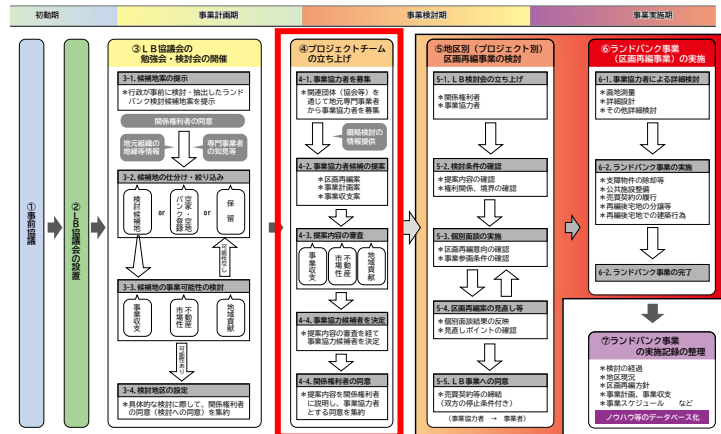 初動期
事業計画期
事業検討期
事業実施期
①事前協議
②LB協議会の設置
③LB協議会の
勉強会・検討会の開催
3-1. 候補地案の提示
＊行政が事前に検討・抽出したランド
バンク検討候補地案を提示
関係権利者の同意
地元組織の
地縁等情報
専門事業者
の知見等
3-2. 候補地の仕分け・絞り込み
検討候補地
or
空家・空地
バンク登録
or
保留
可能性なし
3-3. 候補地の事業可能性の検討
事業収支
不動産
市場性
地域貢献
可能性あり
3-4. 検討地区の設定
＊具体的な検討に際して、関係権利者
の同意（検討への同意）を集約
④プロジェクトチーム
の立ち上げ
4-1. 事業協力者を募集
＊関連団体（協会等）を
通じて地元専門事業者
から事業協力者を募集
概略検討の
情報提供
4-2. 事業協力者候補の提案
＊区画再編案
＊事業計画案
＊事業収支案
4-3. 提案内容の審査
事業収支
不動産
市場性
地域貢献
4-4. 事業協力候補者を決定
＊提案内容の審査を経て
事業協力候補者を決定
4-4. 関係権利者の同意
＊提案内容を関係権利者
に説明し、事業協力者
とする同意を集約
⑤地区別（プロジェクト別）
区画再編事業の検討
5-1. LB検討会の立ち上げ
＊関係権利者
＊事業協力者
5-2. 検討条件の確認
＊提案内容の確認
＊権利関係、境界の確認
5-3. 個別面談の実施
＊区画再編意向の確認
＊事業参画条件の確認
5-4. 区画再編案の見直し等
＊個別面談結果の反映
＊見直しポイントの確認
5-5. LB事業への同意
＊売買契約等の締結
（双方の停止条件付き）
（事業協力者 → 事業者）
⑥ランドバンク事業
（区画再編事業）の実施
6-1. 事業協力者による詳細検討
＊画地測量
＊詳細設計
＊その他詳細検討
6-2. ランドバンク事業の実施
＊支障物件の除却等
＊公共施設整備
＊売買契約の履行
＊再編後宅地の分譲等
＊再編後宅地での建築行為
6-2. ランドバンク事業の完了
⑦ランドバンク事業
の実施記録の整理
＊検討の経過
＊地区現況
＊区画再編方針
＊事業計画、事業収支
＊事業スケジュール　など
ノウハウ等のデータベース化